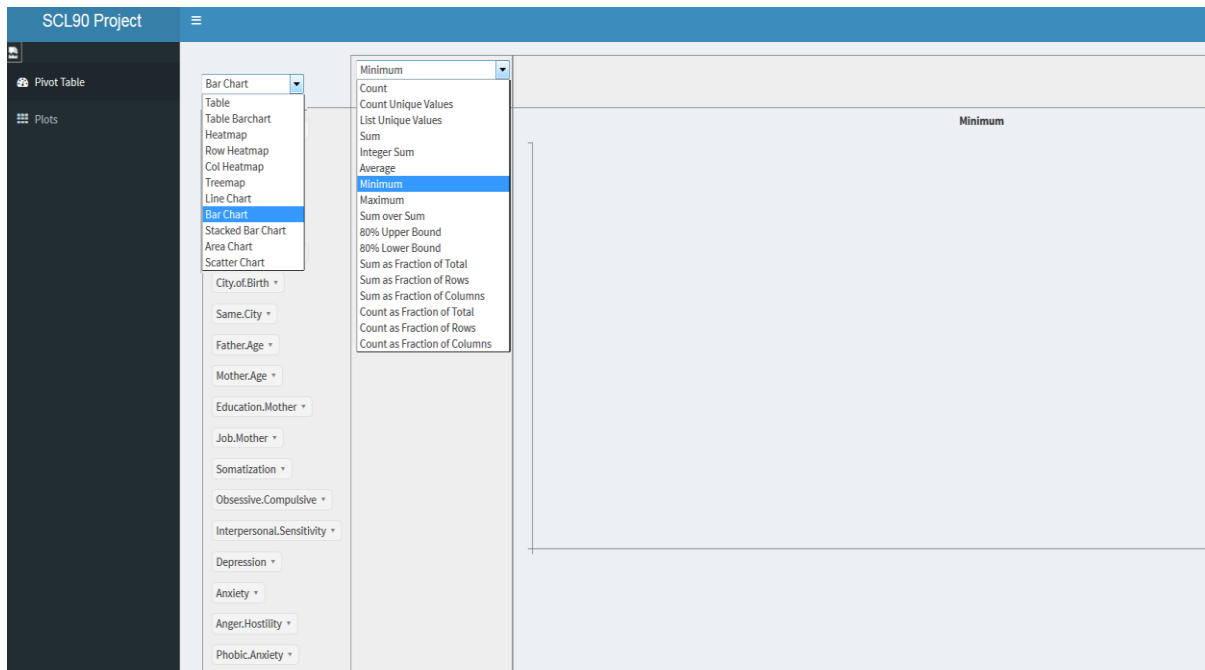 SCL90 Project
Pivot Table
Plots
Bar Chart
Table
Table Barchart
Heatmap
Row Heatmap
Col Heatmap
Treemap
Line Chart
Bar Chart
Stacked Bar Chart
Area Chart
Scatter Chart
City.of.Birth
Same.City
Father.Age
Mother.Age
Education.Mother
Job.Mother
Somatization
Obsessive.Compulsive
Interpersonal.Sensitivity
Depression
Anxiety
Anger.Hostility
Phobic.Anxiety
Minimum
Count
Count Unique Values
List Unique Values
Sum
Integer Sum
Average
Minimum
Maximum
Sum over Sum
80% Upper Bound
80% Lower Bound
Sum as Fraction of Total
Sum as Fraction of Rows
Sum as Fraction of Columns
Count as Fraction of Total
Count as Fraction of Rows
Count as Fraction of Columns
Minimum